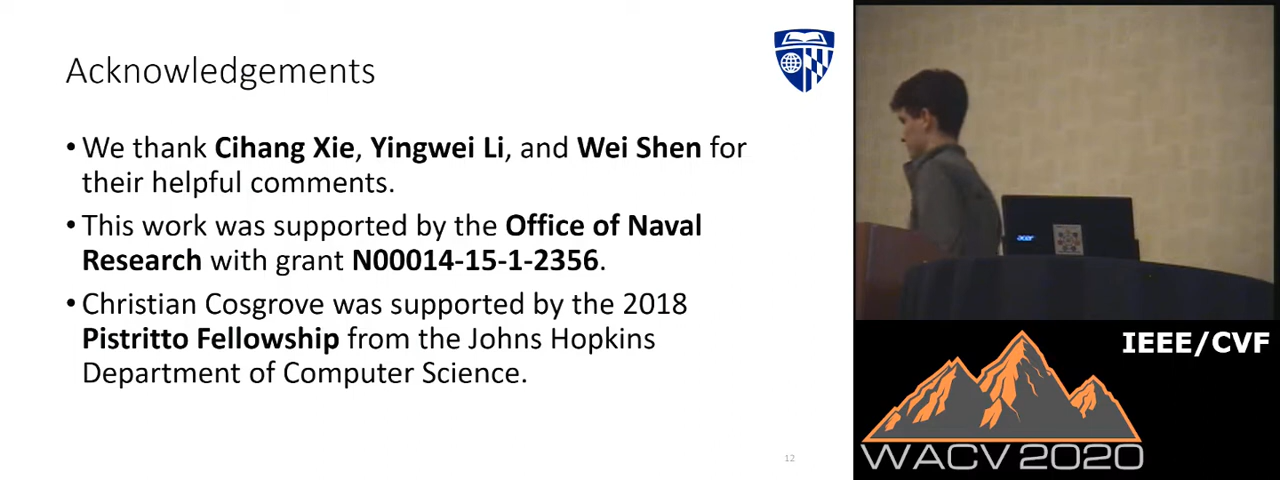 Acknowledgements
• We thank Cihang Xie, Yingwei Li, and Wei Shen for
their helpful comments.
• This work was supported by the Office of Naval
Research with grant N00014-15-1-2356.
• Christian Cosgrove was supported by the 2018
Pistritto Fellowship from the Johns Hopkins
Department of Computer Science.
12
acer
IEEE/CVF
WACV 2020